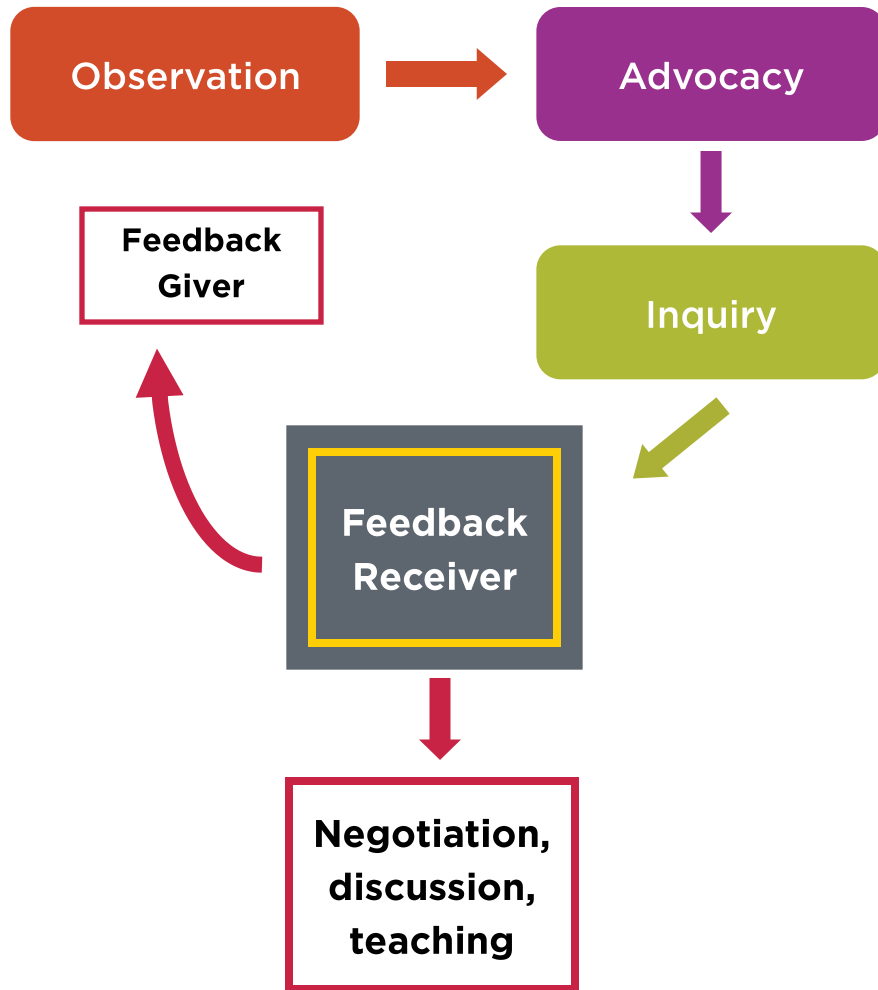 Observation
Advocacy
Feedback
Giver
Inquiry
Feedback
Receiver
Negotiation,
discussion,
teaching